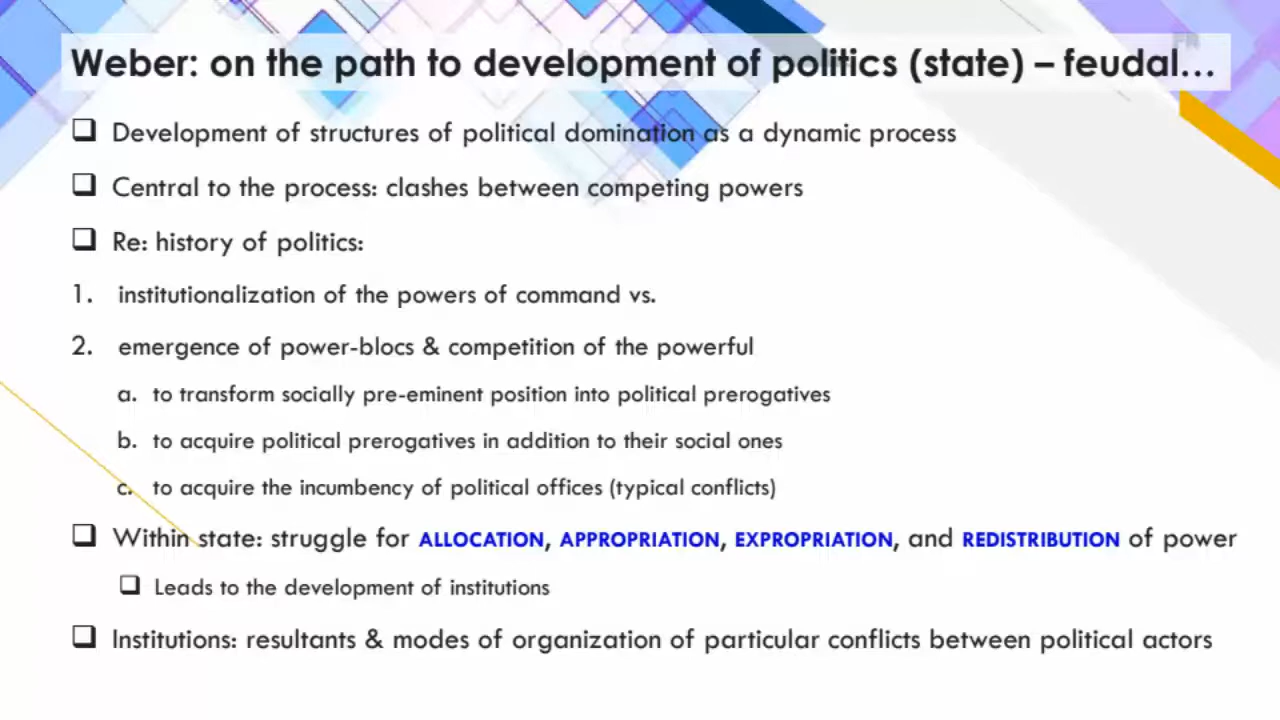 Weber: on the path to development of politics (state) – feudal...
❑ Development of structures of political domination as a dynamic process
❑ Central to the process: clashes between competing powers
❑ Re: history of politics:
1. institutionalization of the powers of command vs.
2. emergence of power-blocs & competition of the powerful
a. to transform socially pre-eminent position into political prerogatives
b. to acquire political prerogatives in addition to their social ones
c. to acquire the incumbency of political offices (typical conflicts)
❑ Within state: struggle for ALLOCATION, APPROPRIATION, EXPROPRIATION, and REDISTRIBUTION of power
❑ Leads to the development of institutions
❑ Institutions: resultants & modes of organization of particular conflicts between political actors